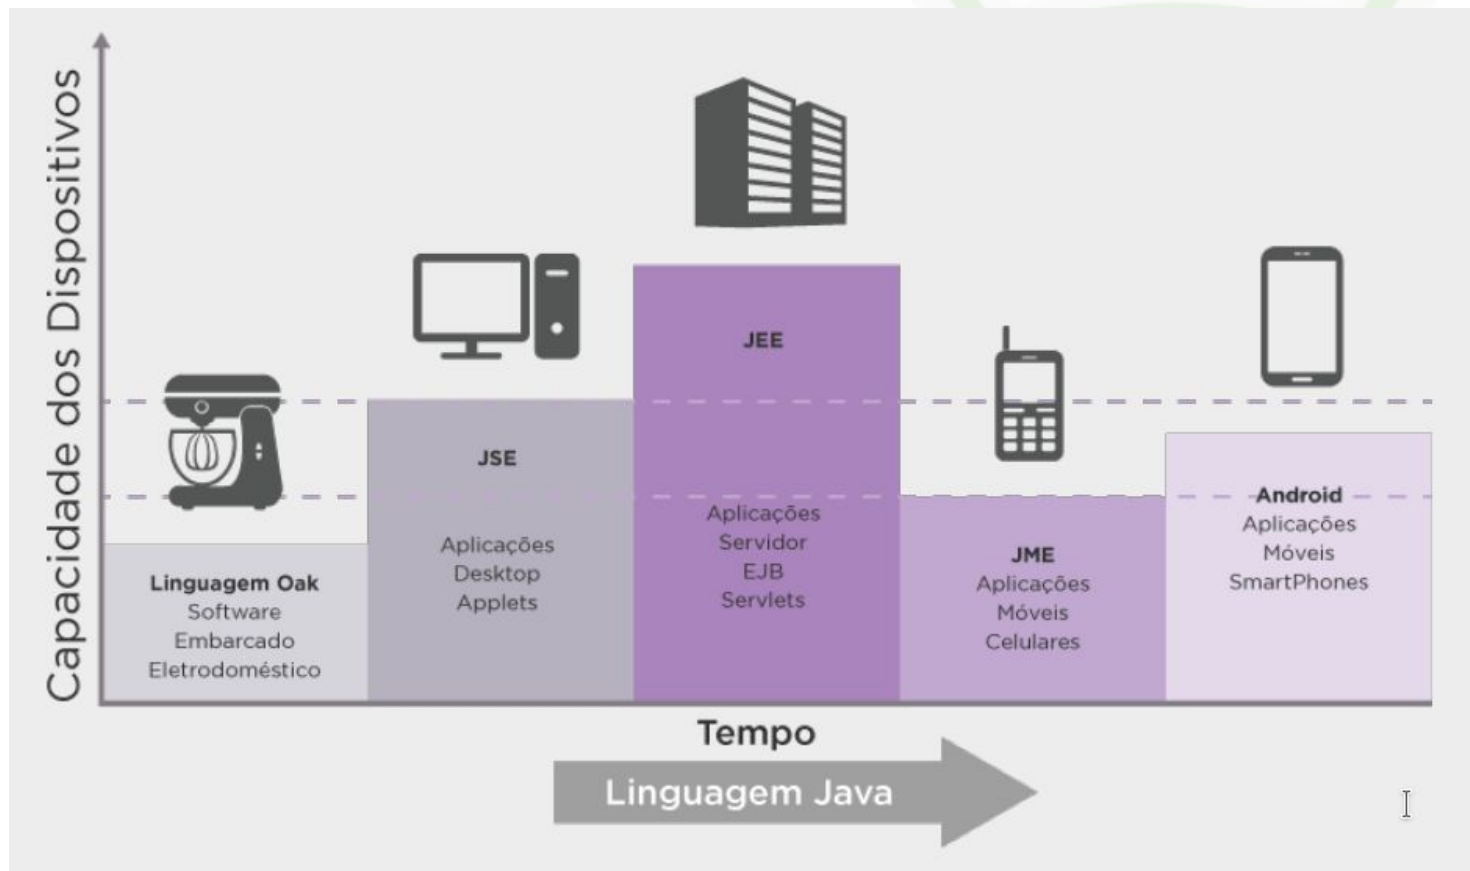 Capacidade dos Dispositivos
Linguagem Oak
Software
Embarcado
Eletrodoméstico
JSE
Aplicações
Desktop
Applets
JEE
Aplicações
Servidor
EJB
Servlets
JME
Aplicações
Móveis
Celulares
Android
Aplicações
Móveis
SmartPhones
Tempo
Linguagem Java